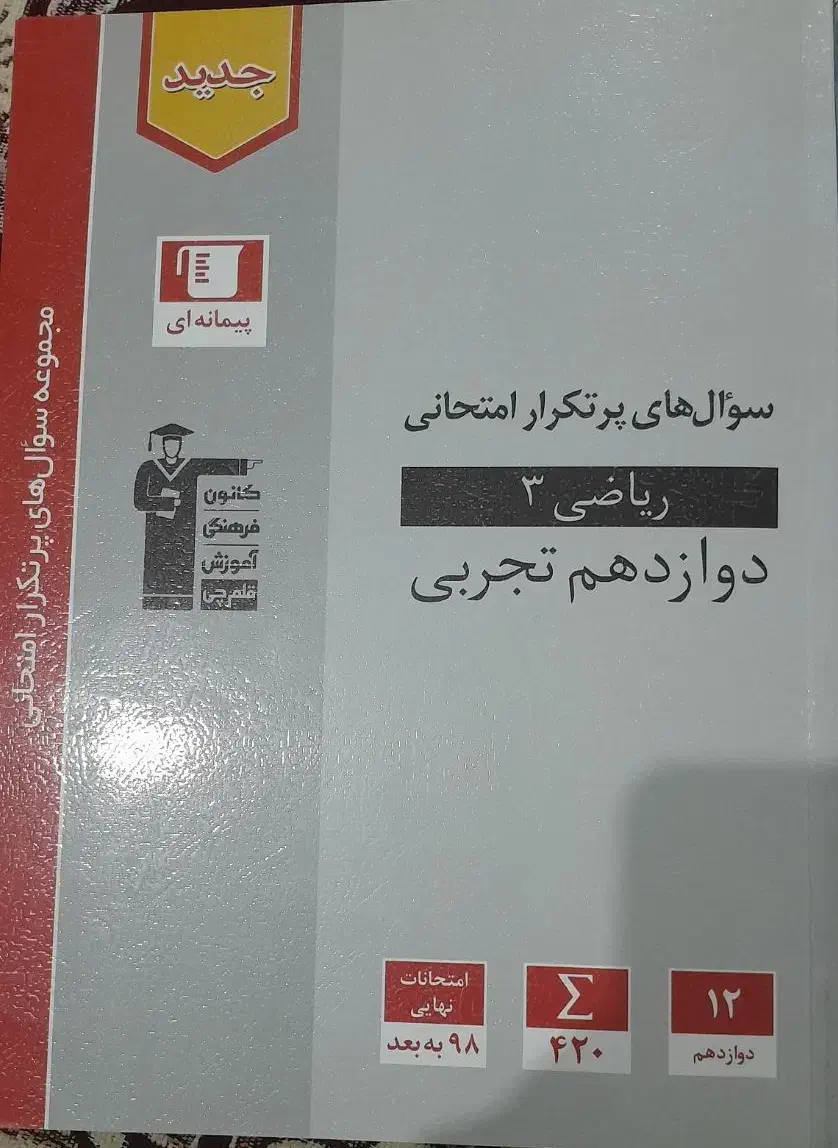 جدید
پیمانه‌ای
مجموعه سؤال‌های پرتکرار امتحانی
سؤال‌های پرتکرار امتحانی
ریاضی ۳
دوازدهم تجربی
کانون
فرهنگی
آموزش
قلم‌چی
۱۲
دوازدهم
Σ
۴۲۰
امتحانات
نهایی
۹۸ به بعد